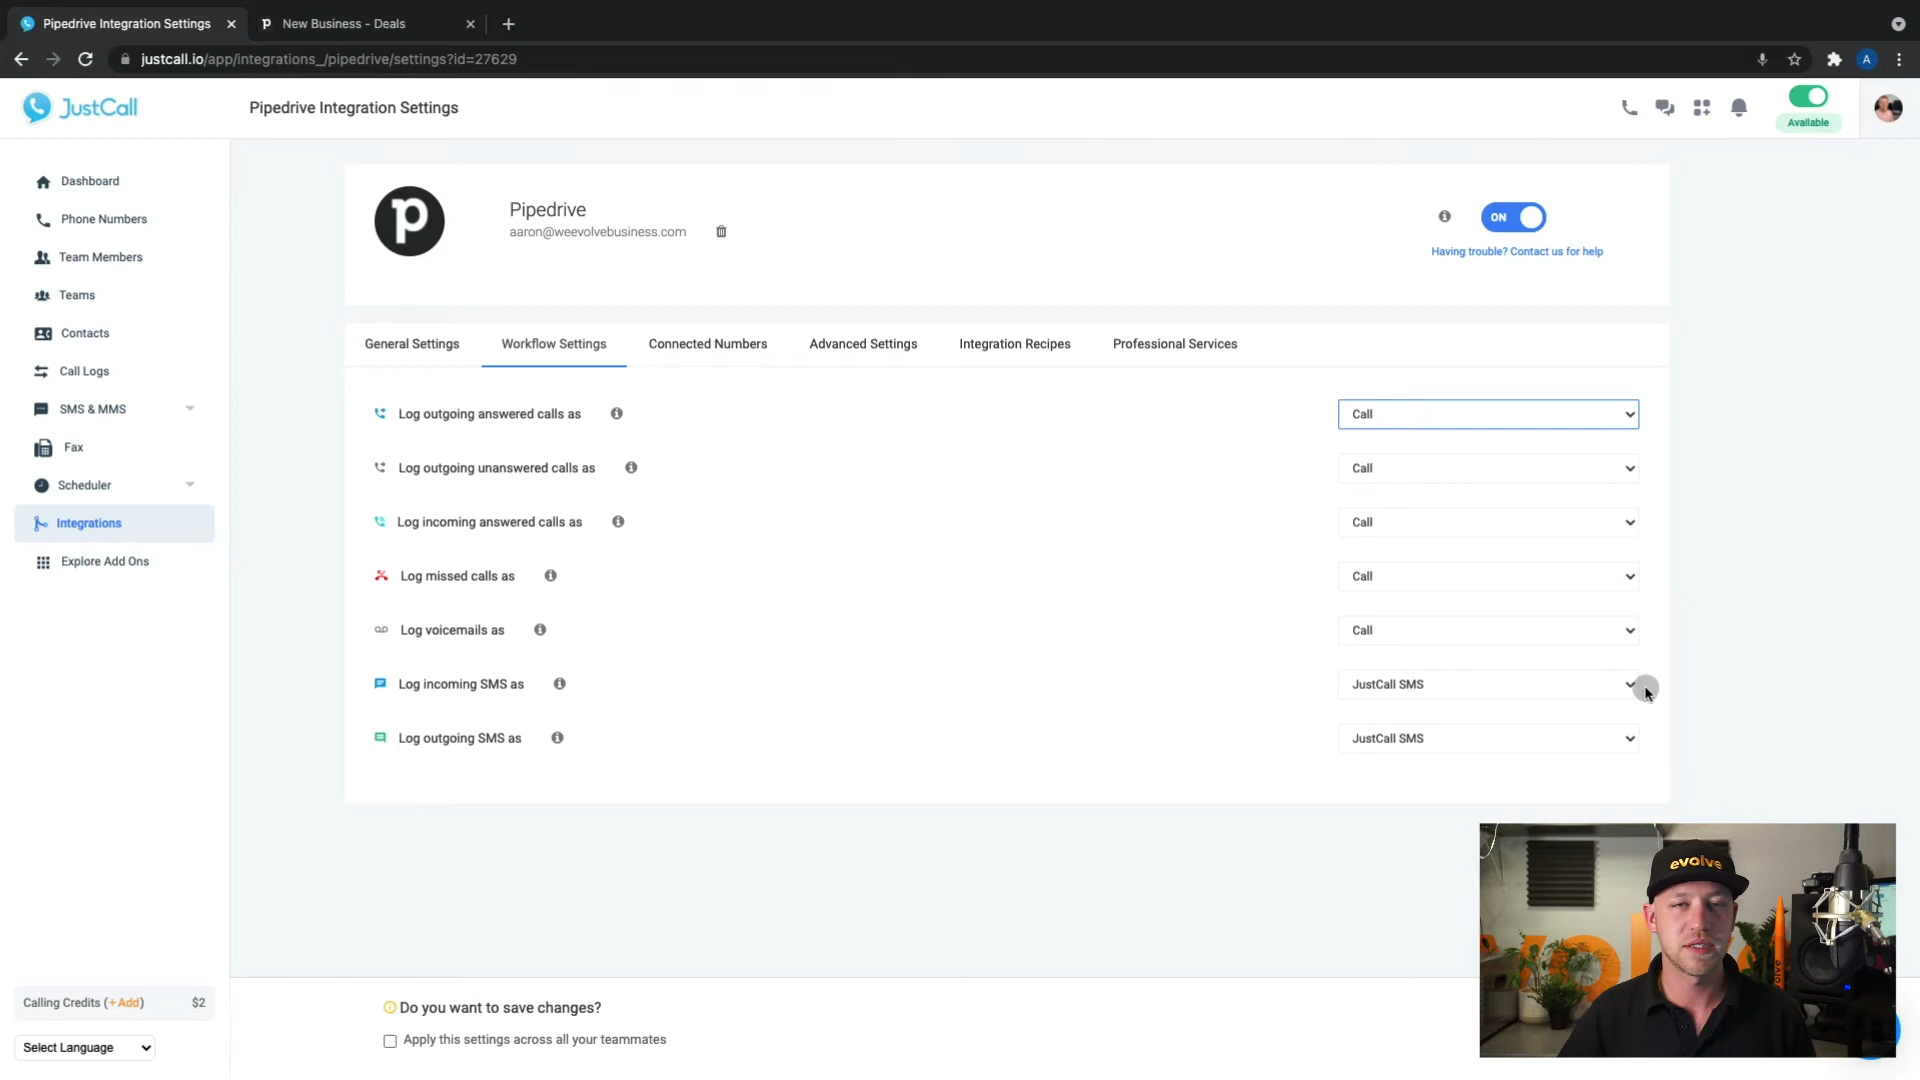 Pipedrive Integration Settings
New Business - Deals
justcall.io/app/integrations_/pipedrive/settings?id=27629
A
JustCall
Pipedrive Integration Settings
Available
Dashboard
Phone Numbers
Team Members
Teams
Contacts
Call Logs
SMS & MMS
Fax
Scheduler
Integrations
Explore Add Ons
Calling Credits (+Add) $2
Select Language
Pipedrive
aaron@weevolvebusiness.com
ON
Having trouble? Contact us for help
General Settings Workflow Settings Connected Numbers Advanced Settings Integration Recipes Professional Services
Log outgoing answered calls as Call
Log outgoing unanswered calls as Call
Log incoming answered calls as Call
Log missed calls as Call
Log voicemails as Call
Log incoming SMS as JustCall SMS
Log outgoing SMS as JustCall SMS
Do you want to save changes?
Apply this settings across all your teammates
evolve